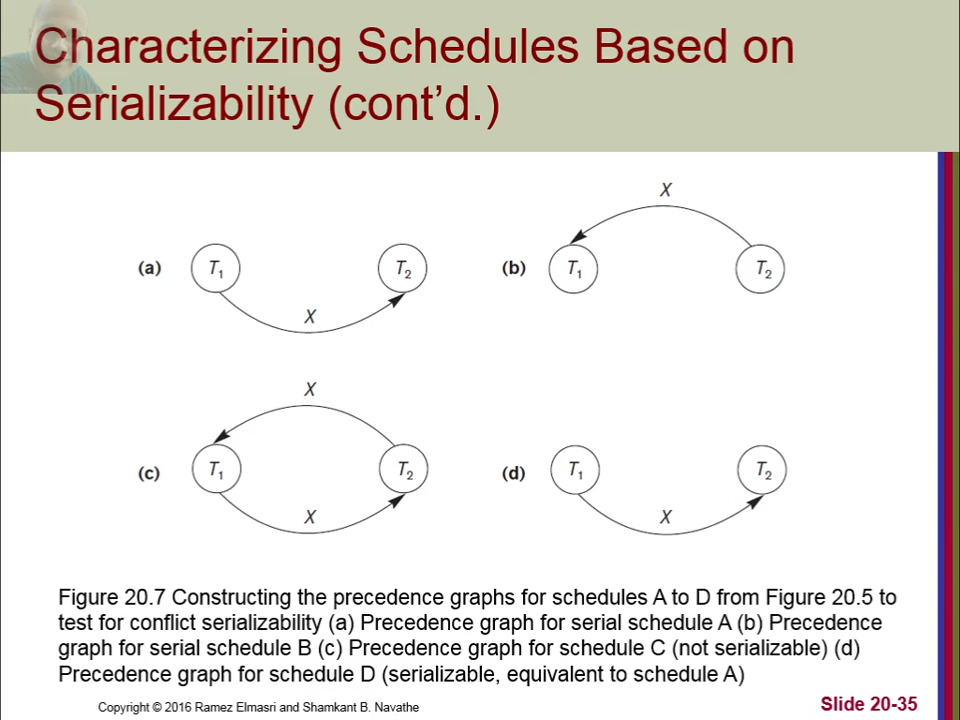 Characterizing Schedules Based on
Serializability (cont’d.)
X
(a) T1 T2 (b) T1 T2
X
X
(c) T1 T2 (d) T1 T2
X X
Figure 20.7 Constructing the precedence graphs for schedules A to D from Figure 20.5 to
test for conflict serializability (a) Precedence graph for serial schedule A (b) Precedence
graph for serial schedule B (c) Precedence graph for schedule C (not serializable) (d)
Precedence graph for schedule D (serializable, equivalent to schedule A)
Copyright © 2016 Ramez Elmasri and Shamkant B. Navathe Slide 20-35